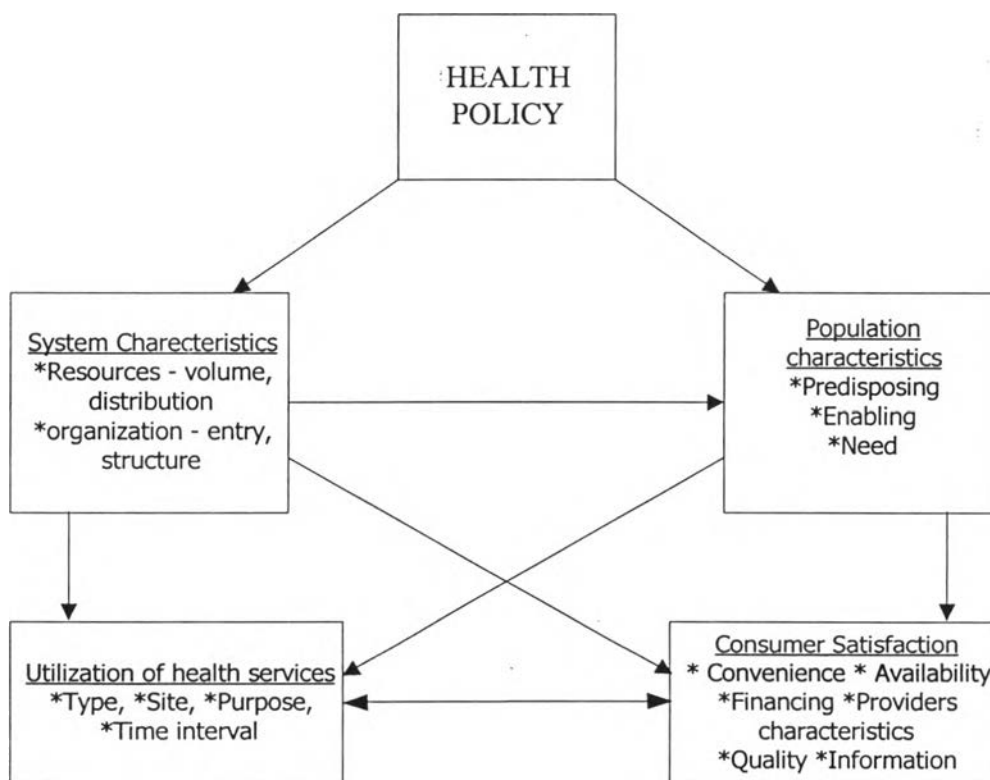 HEALTH
POLICY
System Charecteristics
*Resources - volume,
distribution
*organization - entry,
structure
Population
characteristics
*Predisposing
*Enabling
*Need
Utilization of health services
*Type, *Site, *Purpose,
*Time interval
Consumer Satisfaction
* Convenience * Availability
*Financing *Providers
characteristics
*Quality *Information